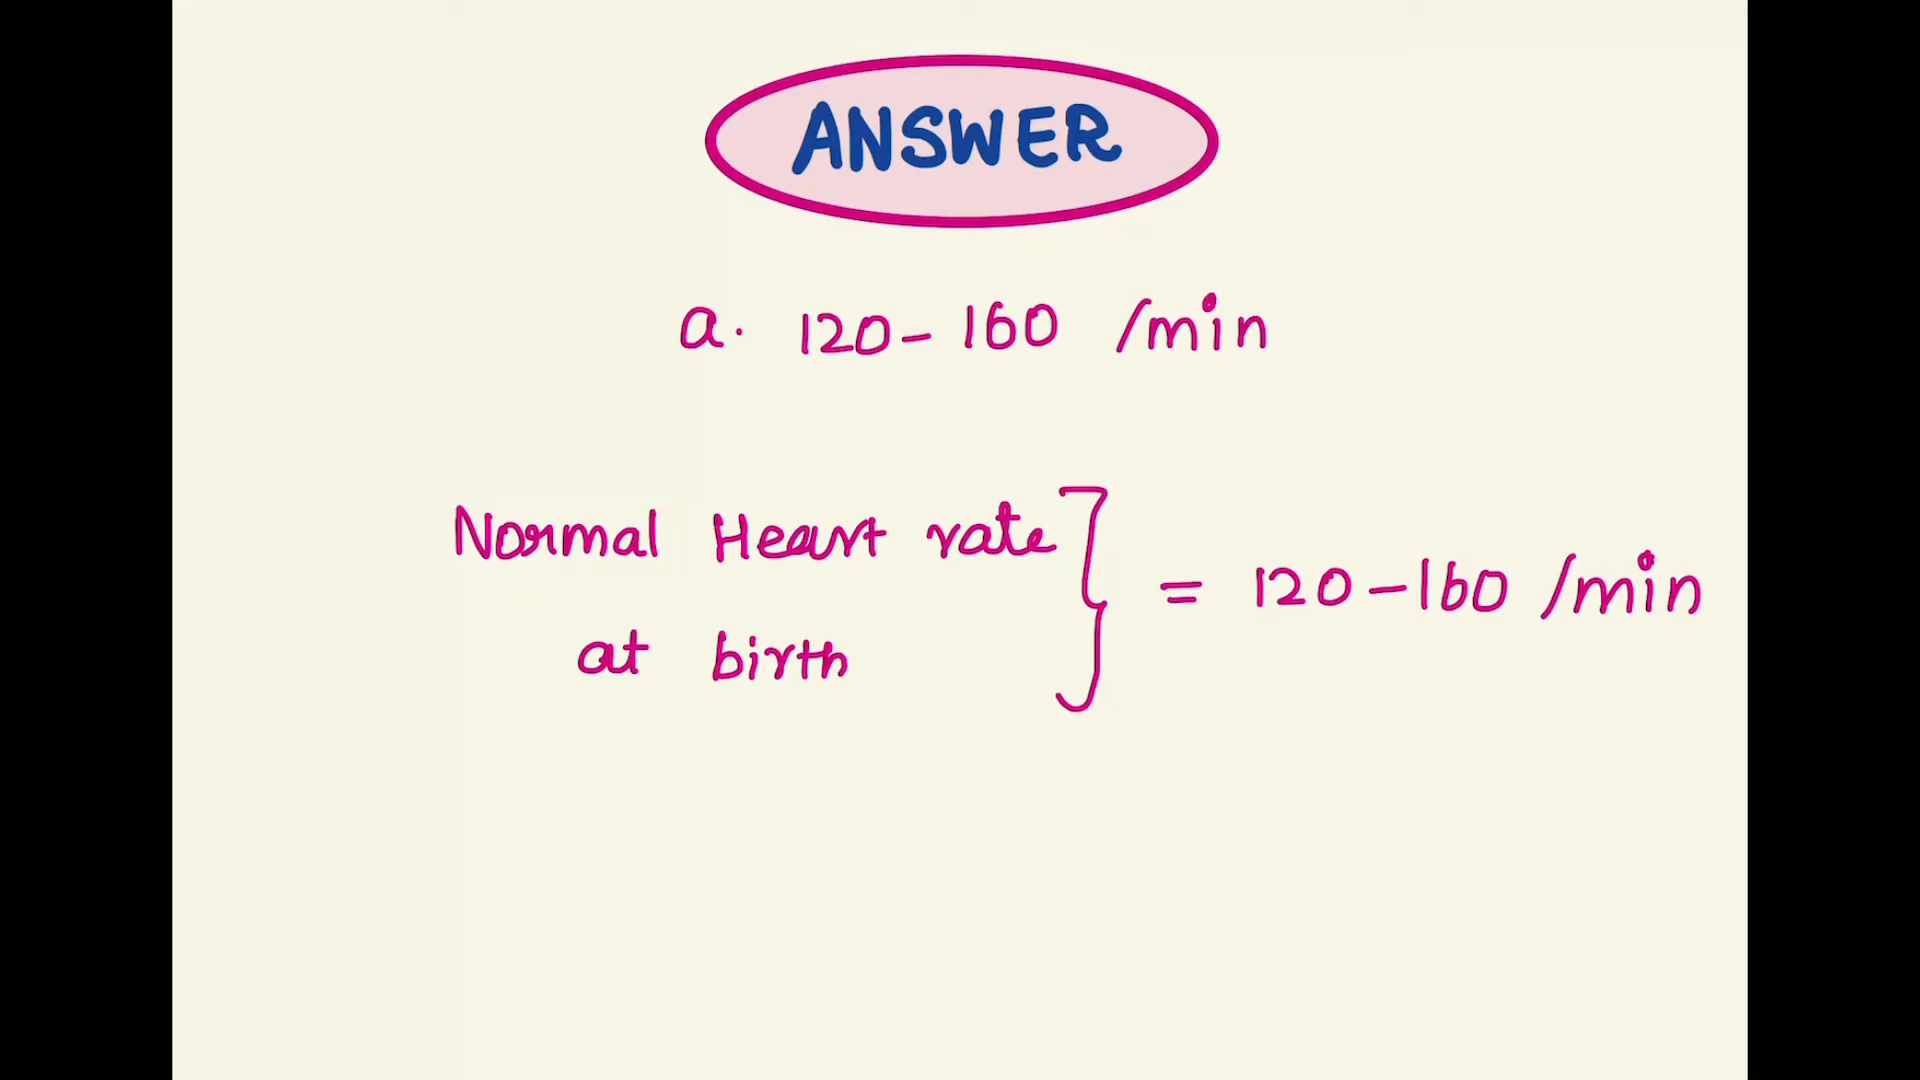 ANSWER
a. 120-160 /min
Normal Heart rate
at birth
= 120-160 /min